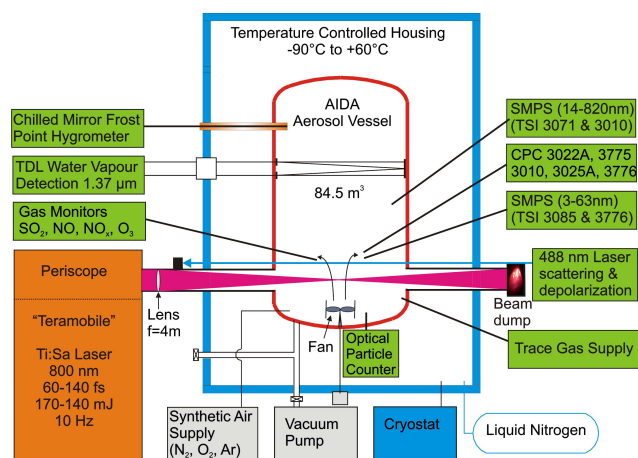 Temperature Controlled Housing
-90°C to +60°C
AIDA
Aerosol Vessel
84.5 m³
Chilled Mirror Frost
Point Hygrometer
TDL Water Vapour
Detection 1.37 µm
Gas Monitors
SO₂, NO, NOₓ, O₃
SMPS (14-820nm)
(TSI 3071 & 3010)
CPC 3022A, 3775
3010, 3025A, 3776
SMPS (3-63nm)
(TSI 3085 & 3776)
488 nm Laser
scattering &
depolarization)
Periscope
"Teramobile"
Ti:Sa Laser
800 nm
60-140 fs
170-140 mJ
10 Hz
Lens
f=4m
Fan
Optical
Particle
Counter
Beam
dump
Trace Gas Supply
Synthetic Air
Supply
(N₂, O₂, Ar)
Vacuum
Pump
Cryostat
Liquid Nitrogen